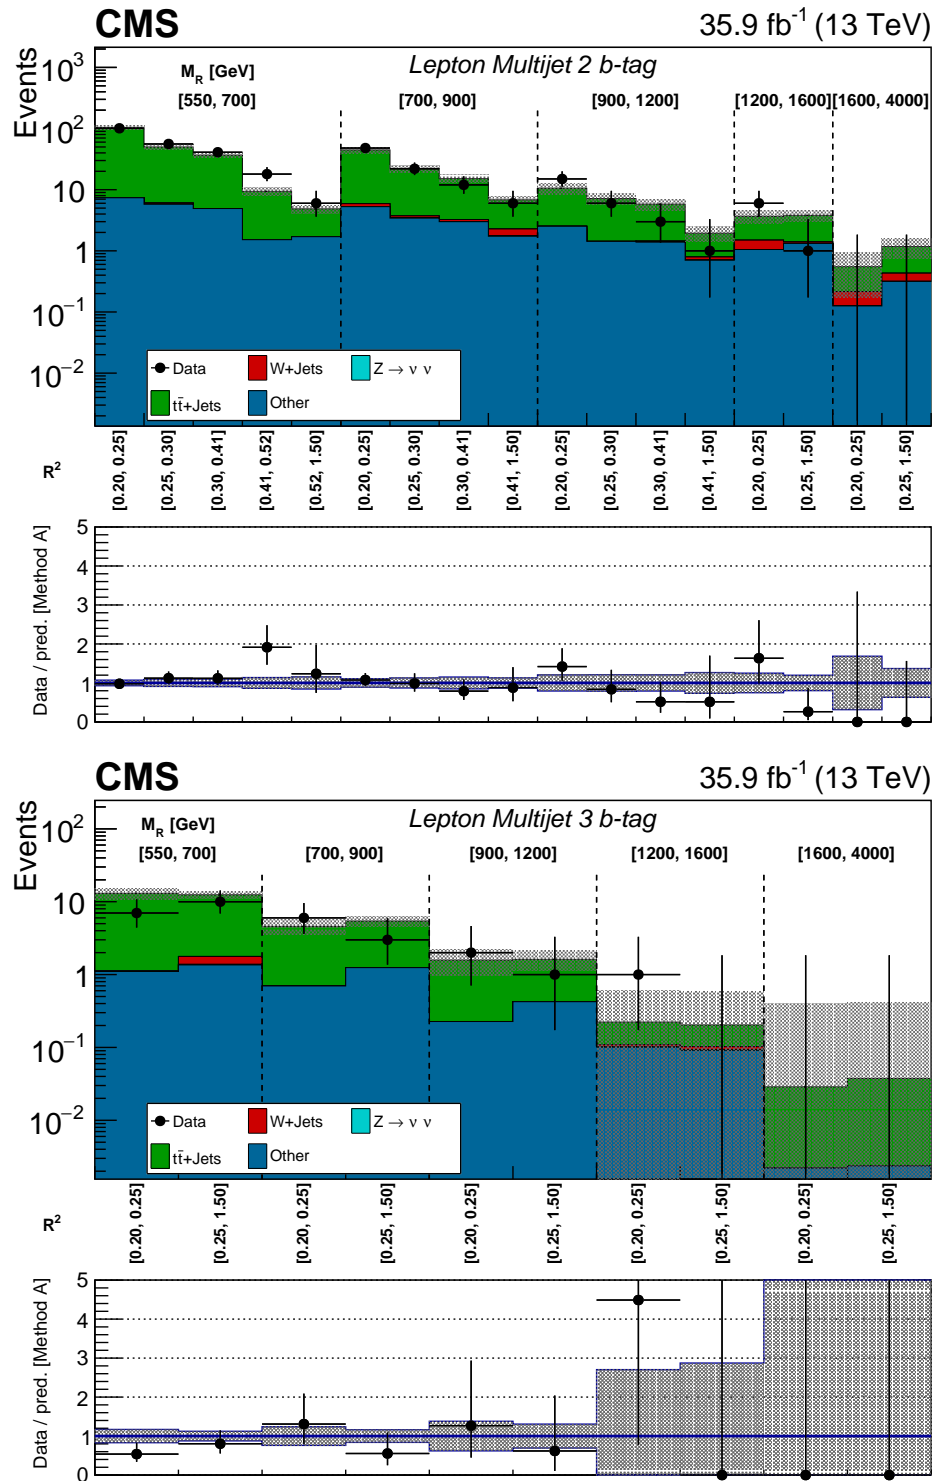 CMS 35.9 fb⁻¹ (13 TeV)
Events
10³
10²
10
1
10⁻¹
10⁻²
Lepton Multijet 2 b-tag
M_R [GeV]
[550, 700] [700, 900] [900, 1200] [1200, 1600] [1600, 4000]
Data W+Jets Z → ν ν
tt̄+Jets Other
R²
[0.20, 0.25] [0.25, 0.30] [0.30, 0.41] [0.41, 0.52] [0.52, 1.50] [0.20, 0.25] [0.25, 0.30] [0.30, 0.41] [0.41, 1.50] [0.20, 0.25] [0.25, 0.30] [0.30, 0.41] [0.41, 1.50] [0.20, 0.25] [0.25, 1.50] [0.20, 0.25] [0.25, 1.50]
Data / pred. [Method A]
5
4
3
2
1
0
CMS 35.9 fb⁻¹ (13 TeV)
Events
10²
10
1
10⁻¹
10⁻²
Lepton Multijet 3 b-tag
M_R [GeV]
[550, 700] [700, 900] [900, 1200] [1200, 1600] [1600, 4000]
Data W+Jets Z → ν ν
tt̄+Jets Other
R²
[0.20, 0.25] [0.25, 1.50] [0.20, 0.25] [0.25, 1.50] [0.20, 0.25] [0.25, 1.50] [0.20, 0.25] [0.25, 1.50] [0.20, 0.25] [0.25, 1.50]
Data / pred. [Method A]
5
4
3
2
1
0